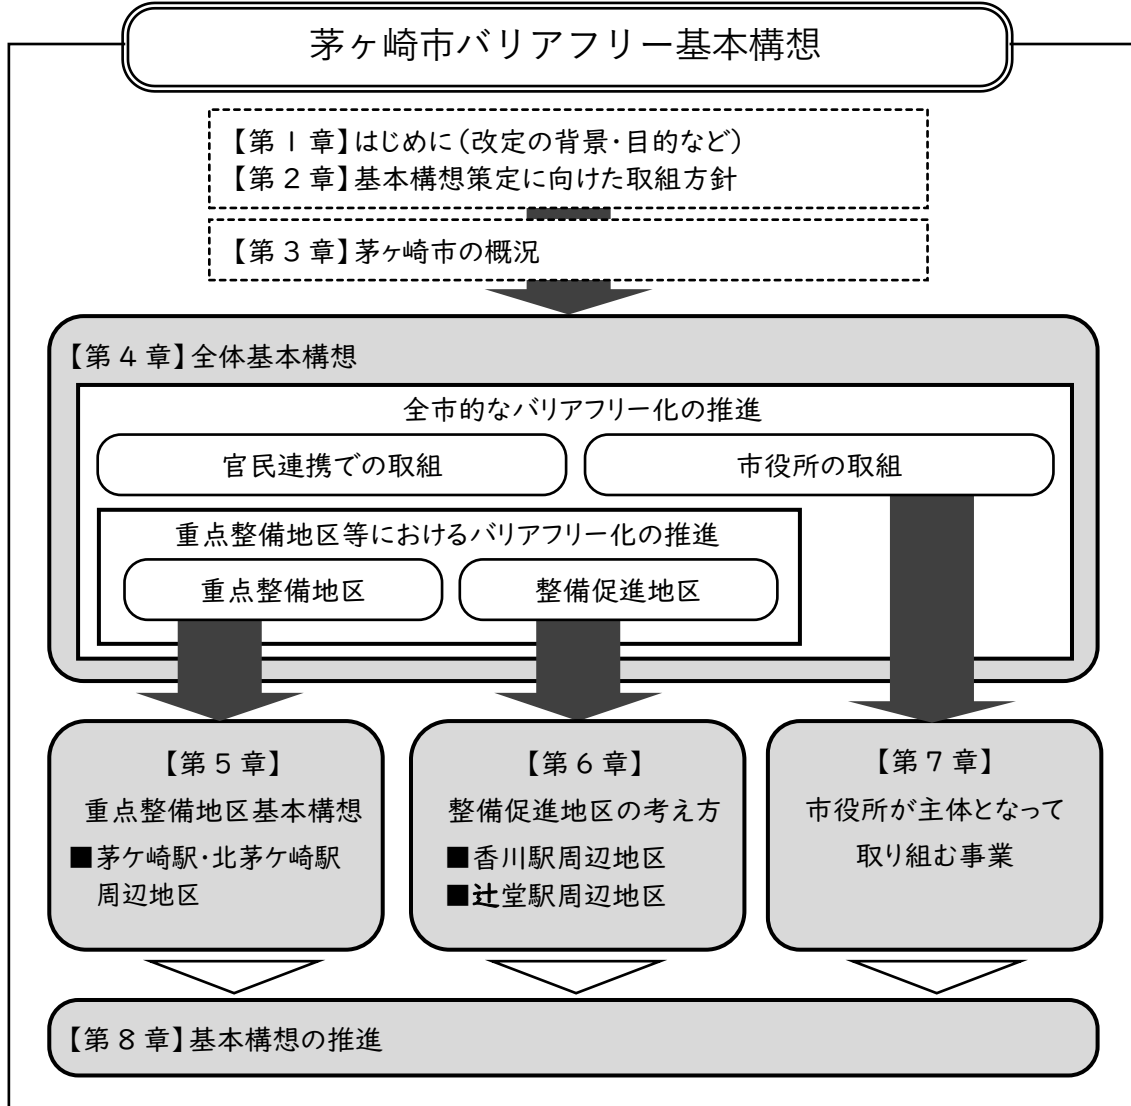 茅ヶ崎市バリアフリー基本構想
【第1章】はじめに(改定の背景・目的など)
【第2章】基本構想策定に向けた取組方針
【第3章】茅ヶ崎市の概況
【第4章】全体基本構想
全市的なバリアフリー化の推進
官民連携での取組
市役所の取組
重点整備地区等におけるバリアフリー化の推進
重点整備地区
整備促進地区
【第5章】
重点整備地区基本構想
■茅ケ崎駅・北茅ケ崎駅
周辺地区
【第6章】
整備促進地区の考え方
■香川駅周辺地区
■辻堂駅周辺地区
【第7章】
市役所が主体となって
取り組む事業
【第8章】基本構想の推進